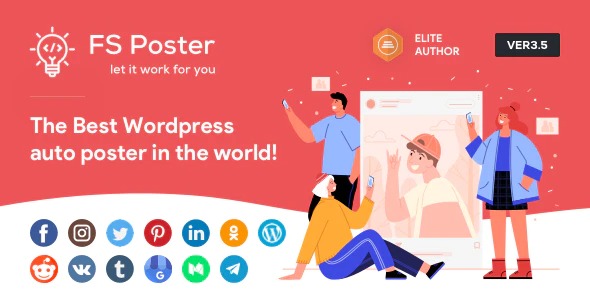 FS Poster
let it work for you
ELITE
AUTHOR
VER3.5
The Best Wordpress
auto poster in the world!